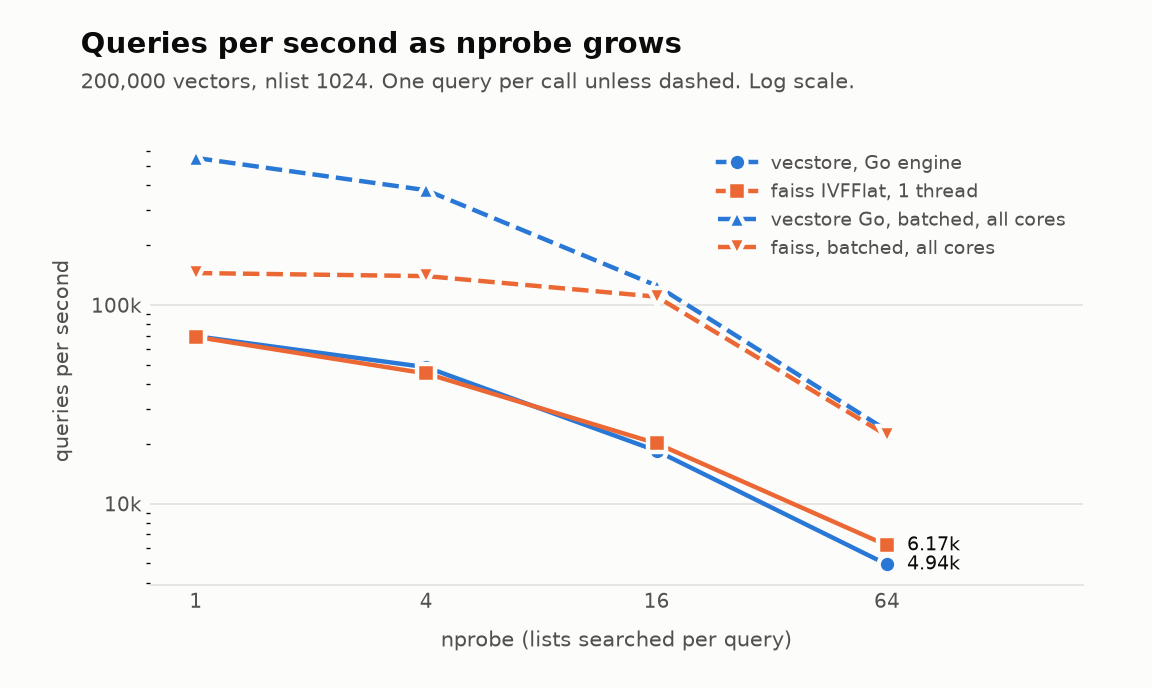 Queries per second as nprobe grows
200,000 vectors, nlist 1024. One query per call unless dashed. Log scale.
vecstore, Go engine
faiss IVFFlat, 1 thread
vecstore Go, batched, all cores
faiss, batched, all cores
queries per second
100k
10k
6.17k
4.94k
1 4 16 64
nprobe (lists searched per query)